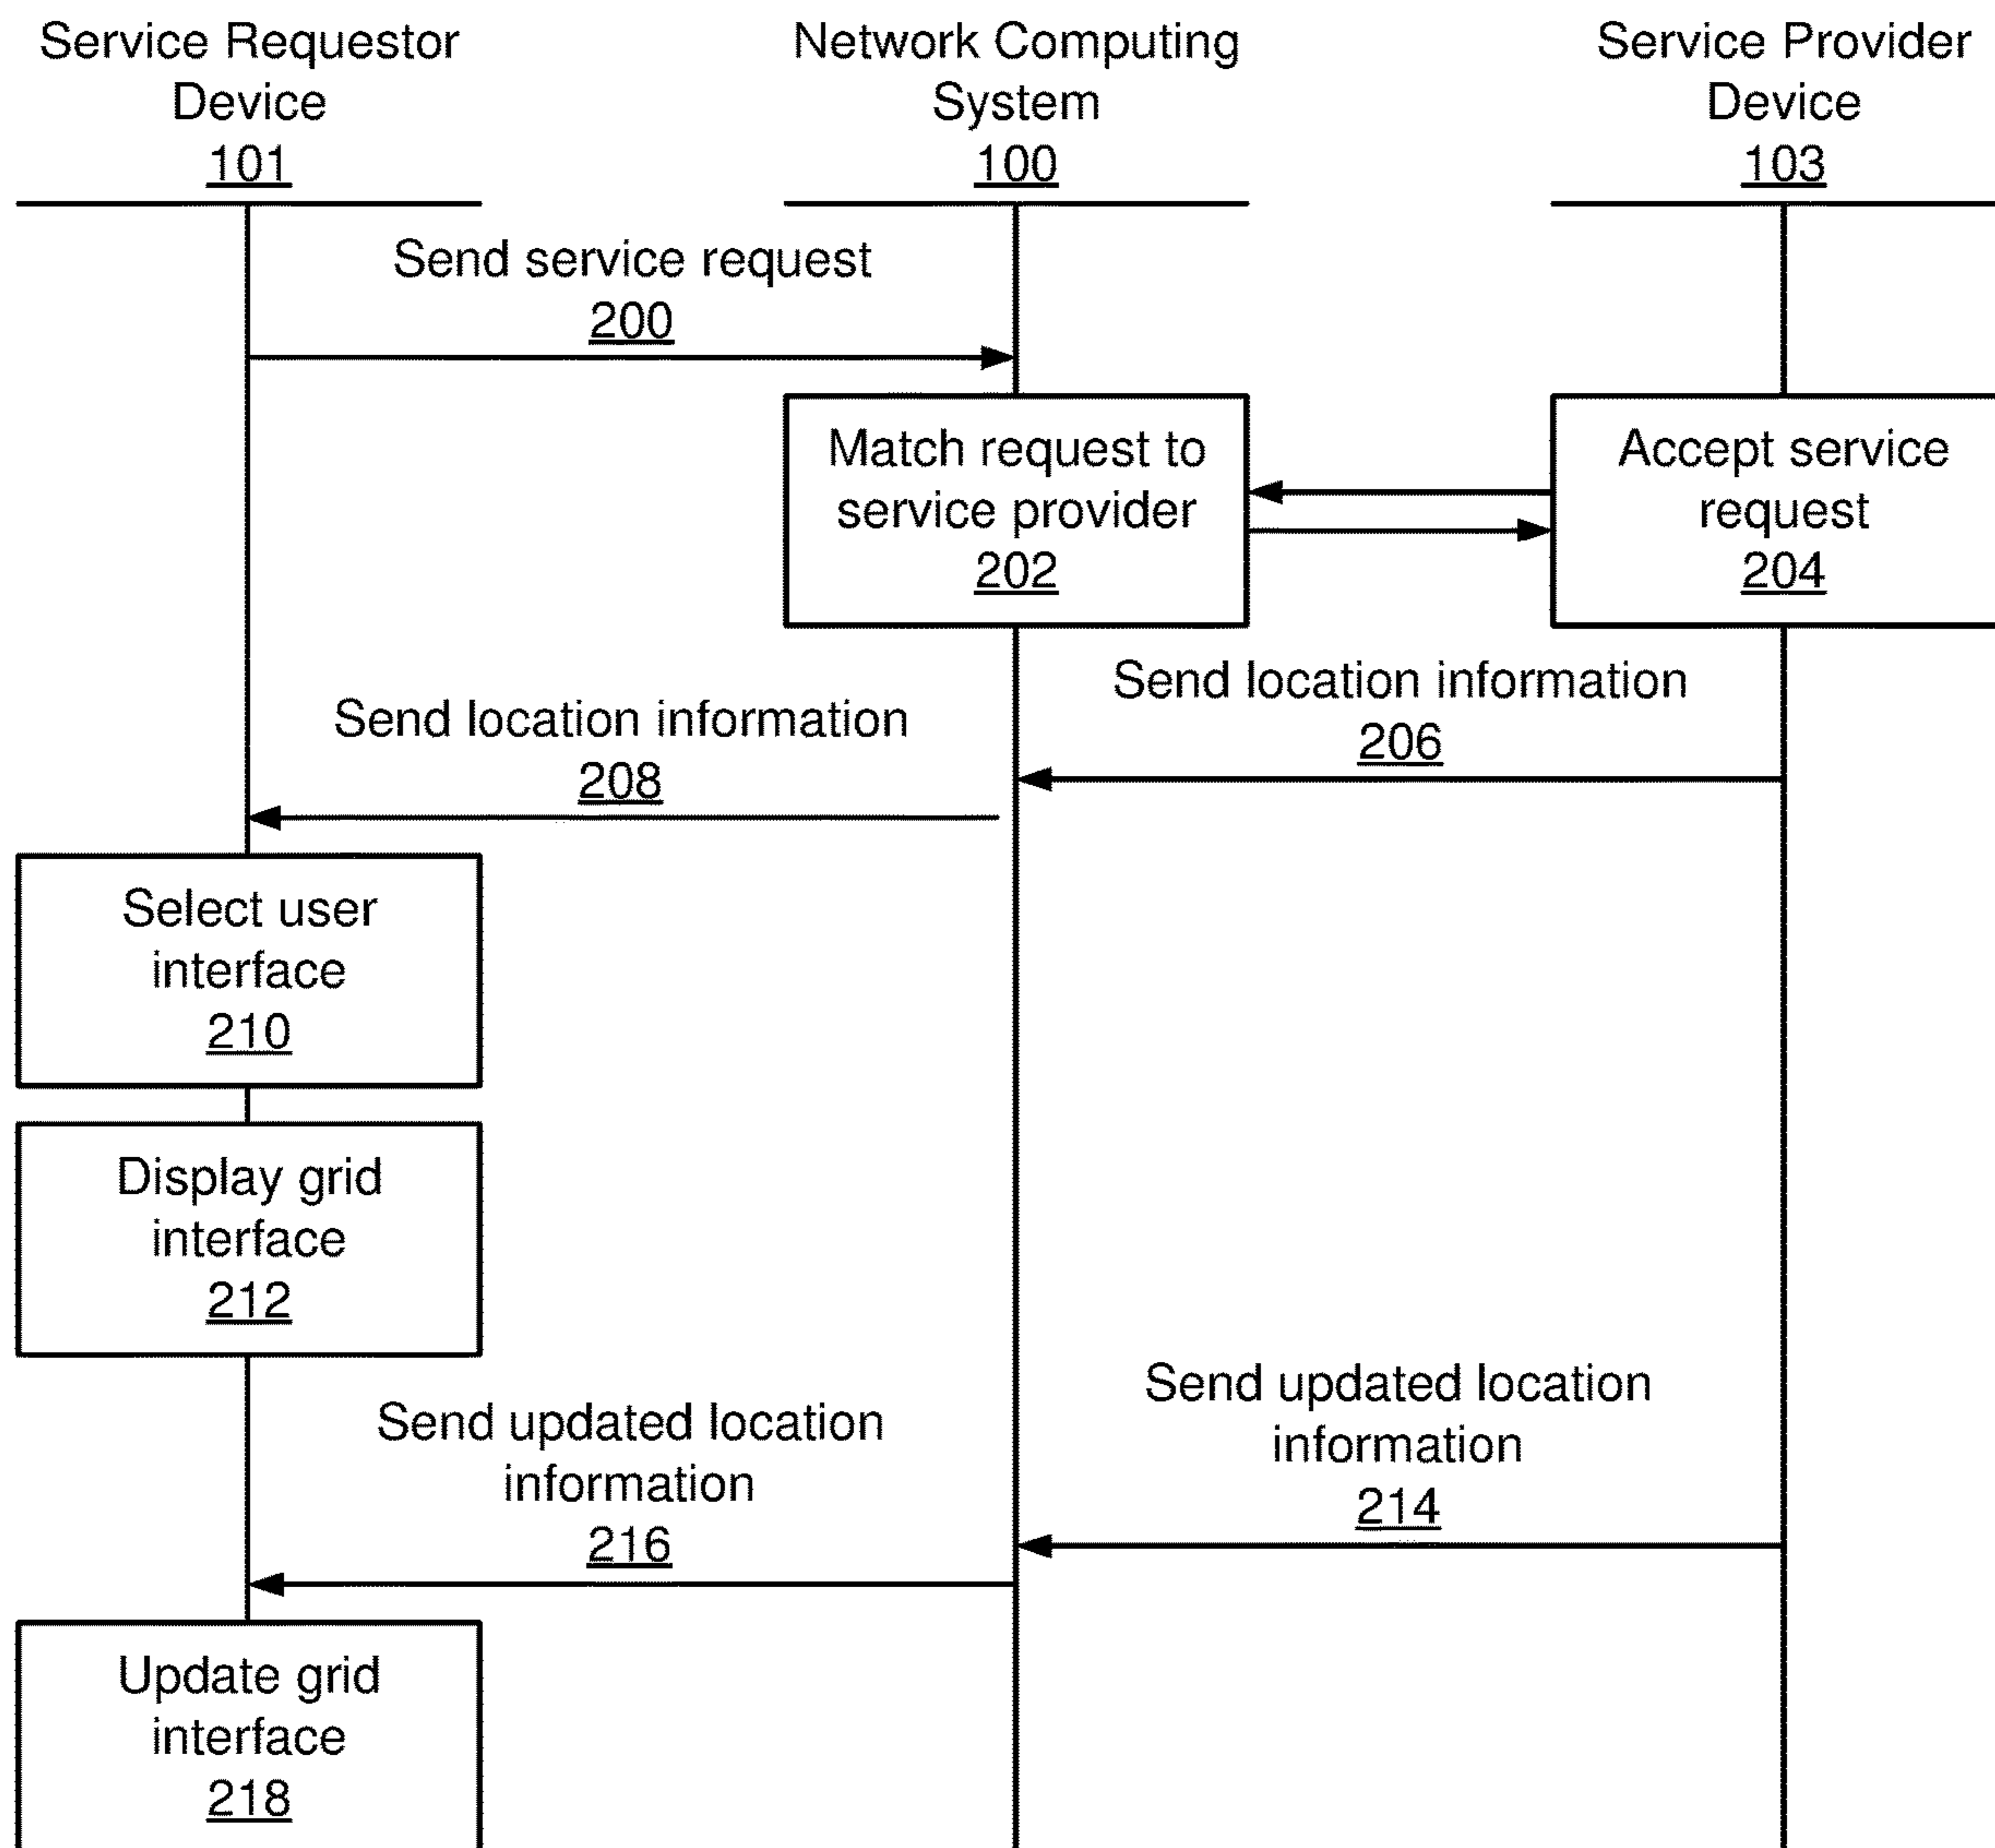 Service Requestor
Device
101
Network Computing
System
100
Service Provider
Device
103
Send service request
200
Match request to
service provider
202
Accept service
request
204
Send location information
206
Send location information
208
Select user
interface
210
Display grid
interface
212
Send updated location
information
214
Send updated location
information
216
Update grid
interface
218